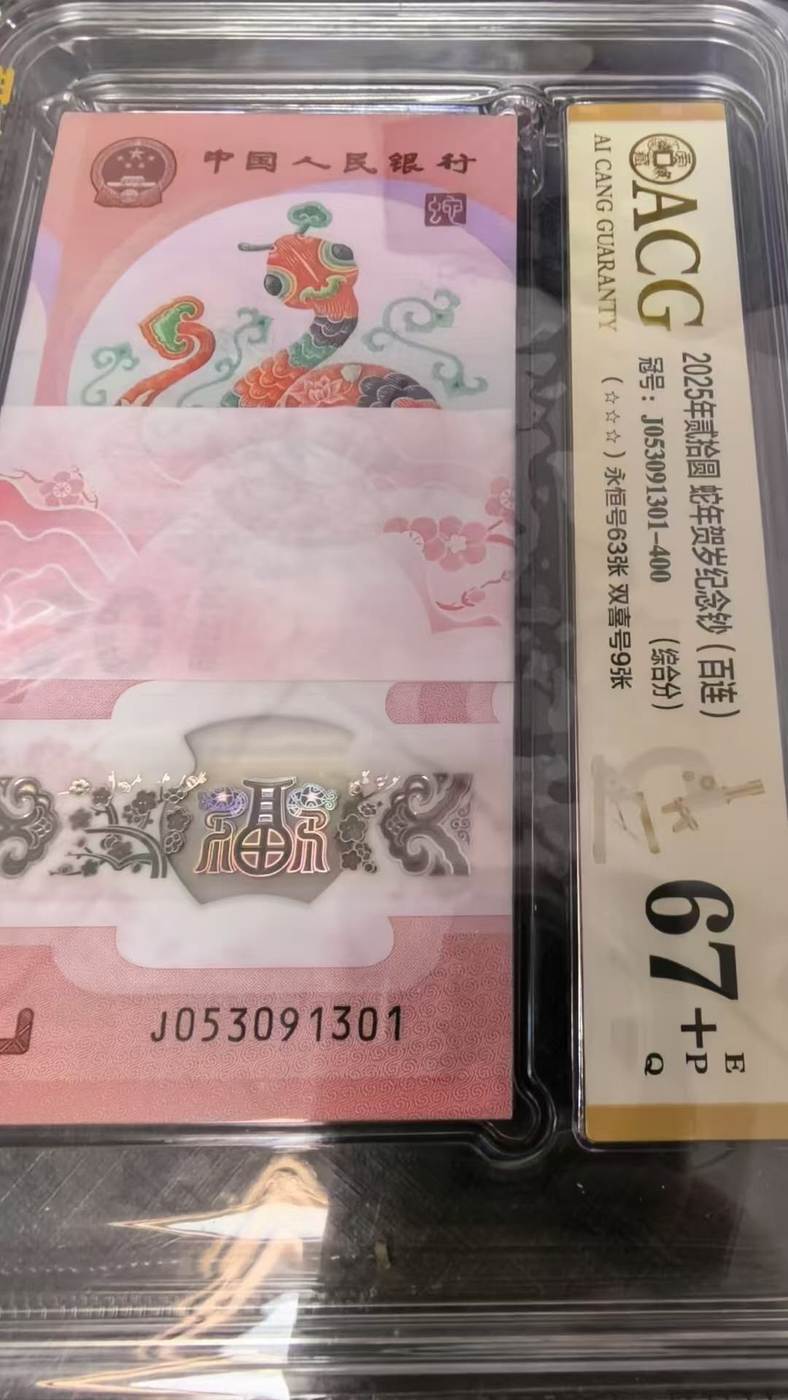 中国人民银行
蛇
福
J053091301
ACG
AI CANG GUARANTY
2025年贰拾圆 蛇年贺岁纪念钞（百连）
冠号：J053091301-400 （综合分）
（☆☆☆）永恒号63张 双喜号9张
67+
E
P
Q